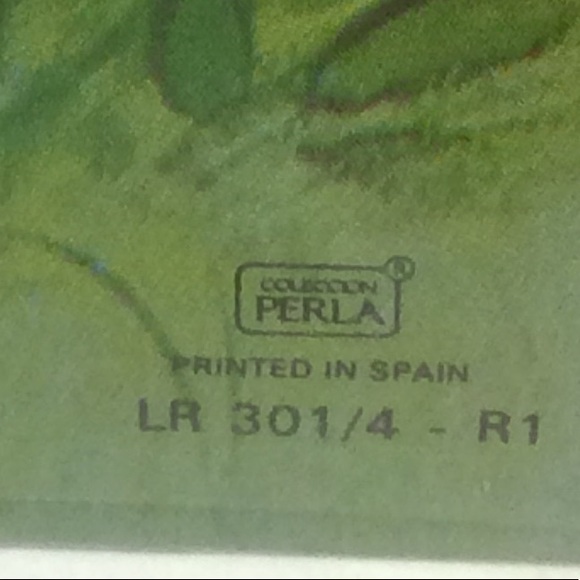 COLECCION ®
PERLA
PRINTED IN SPAIN
LR 301/4 - R1